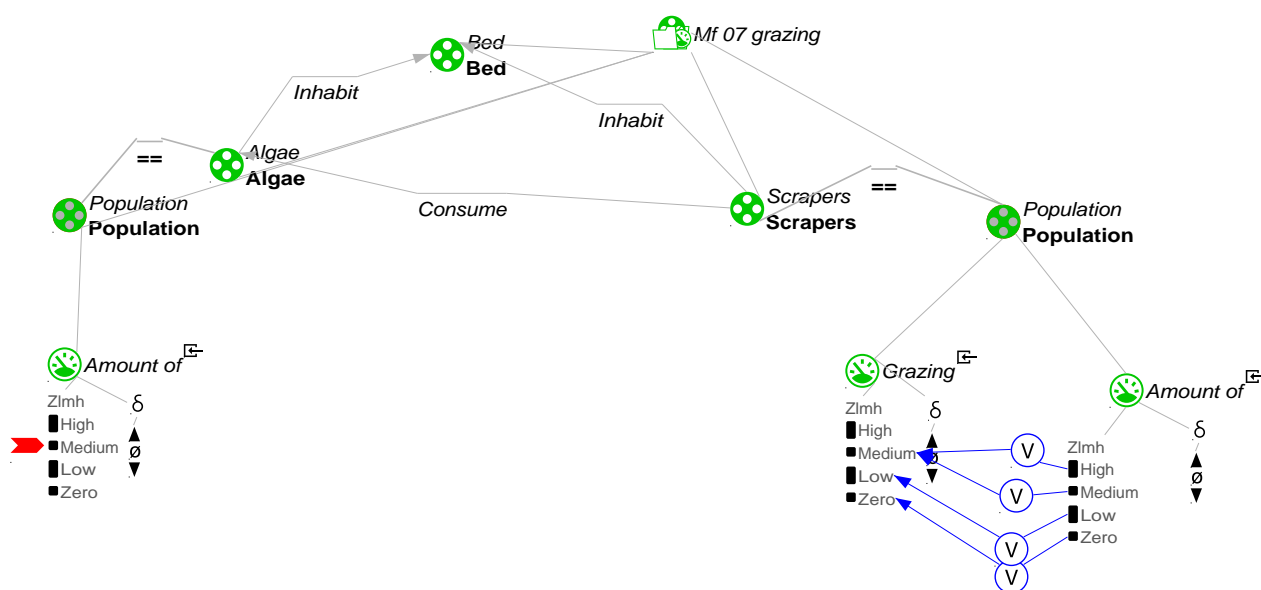 Mf 07 grazing
Bed
Bed
Inhabit
Inhabit
==
Algae
Algae
==
Consume
Scrapers
Scrapers
Population
Population
Population
Population
Amount of
Zlmh
δ
High
Medium
ø
Low
Zero
Grazing
Zlmh
δ
High
Medium
ø
Low
Zero
Amount of
δ
Zlmh
High
ø
Medium
Low
Zero
V
V
V
V